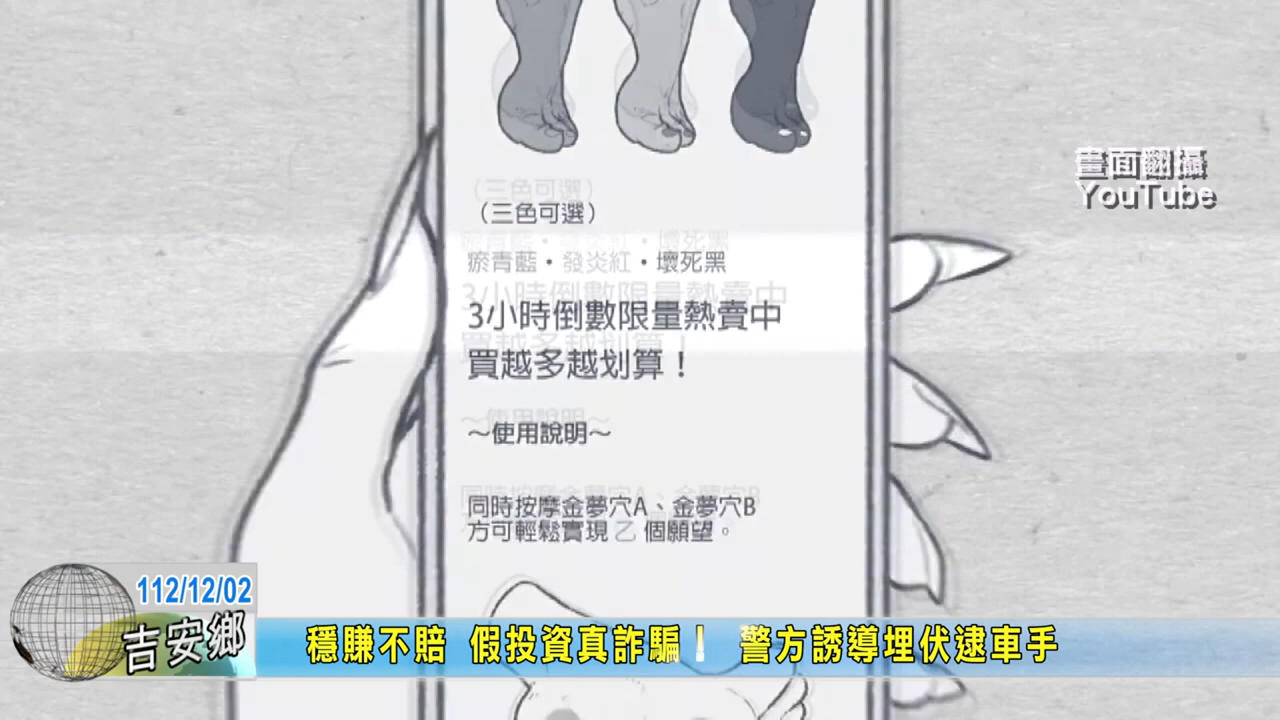 （三色可選）
瘀青藍・發炎紅・壞死黑
3小時倒數限量熱賣中
買越多越划算！
～使用說明～
同時按摩金夢穴A、金夢穴B
方可輕鬆實現乙個願望。
畫面翻攝
YouTube
112/12/02
吉安鄉
穩賺不賠 假投資真詐騙！ 警方誘導埋伏逮車手